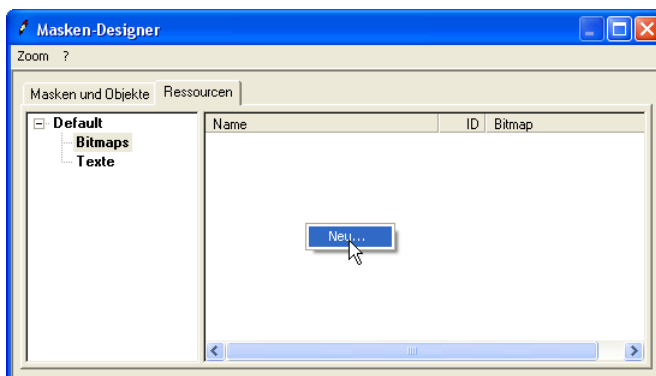 Masken-Designer
Zoom ?
Masken und Objekte Ressourcen
Default Name ID Bitmap
Bitmaps
Texte
Neu...